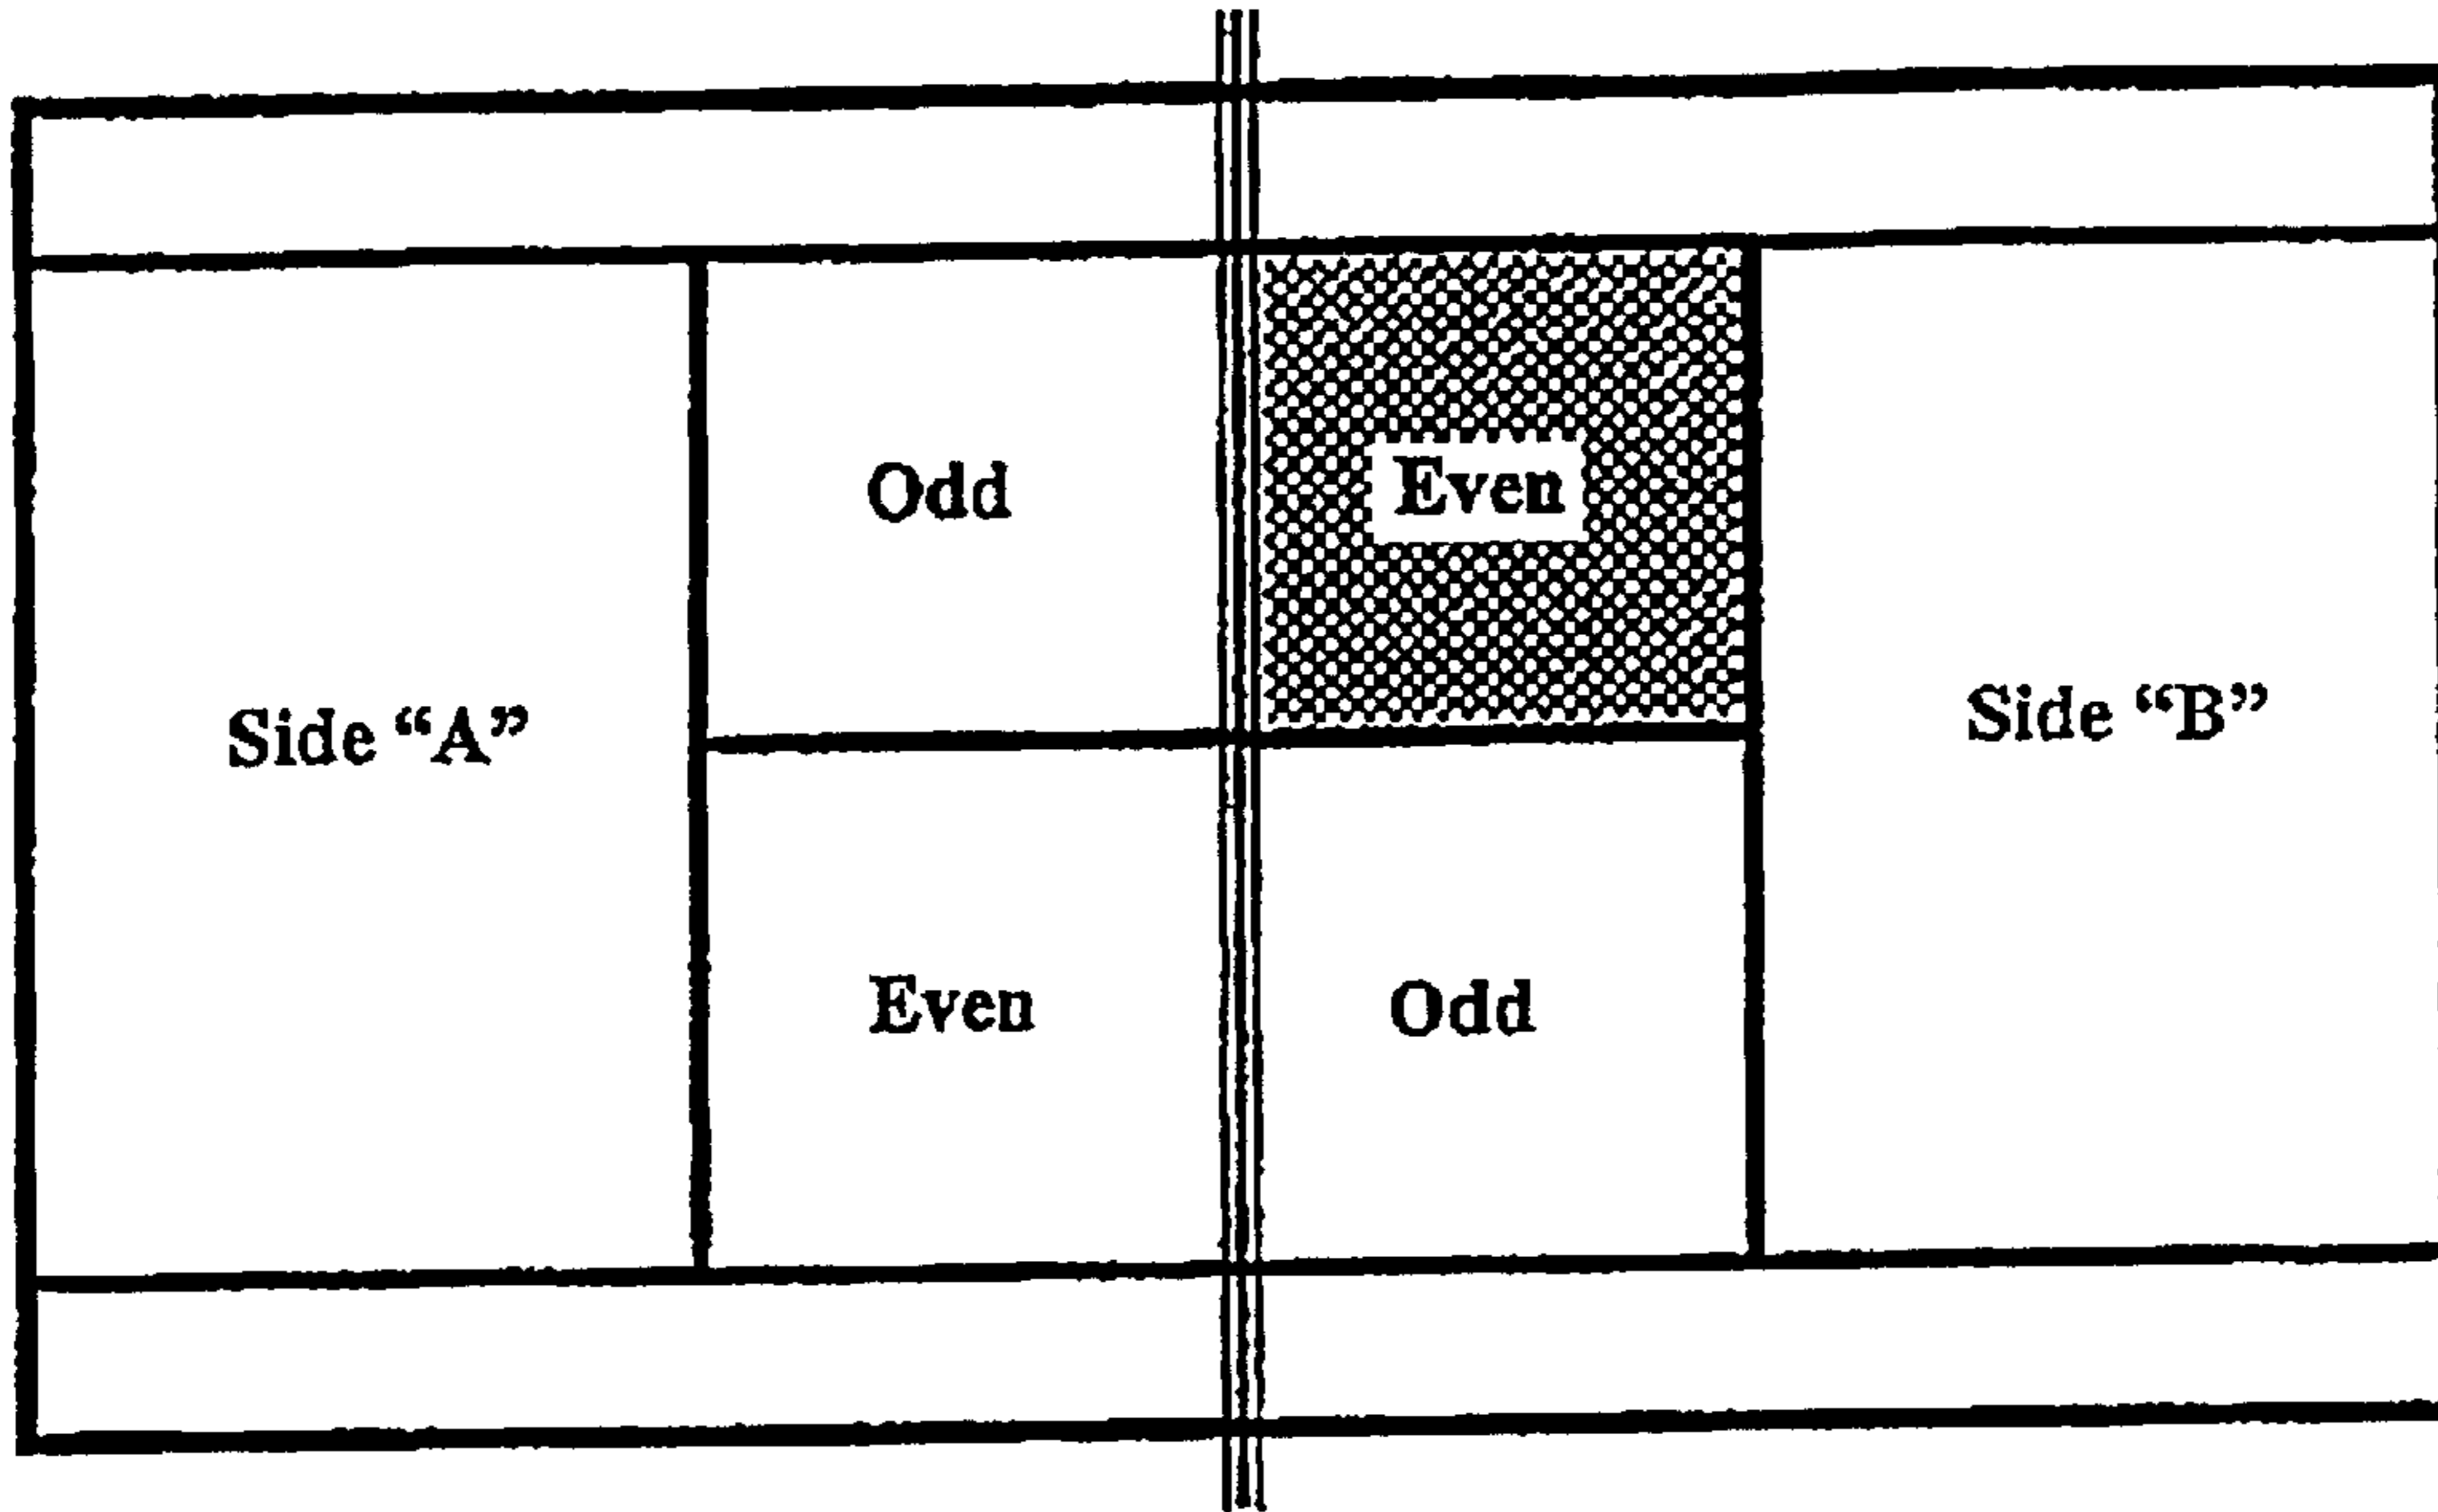 Odd
Even
Side “A”
Side “B”
Even
Odd